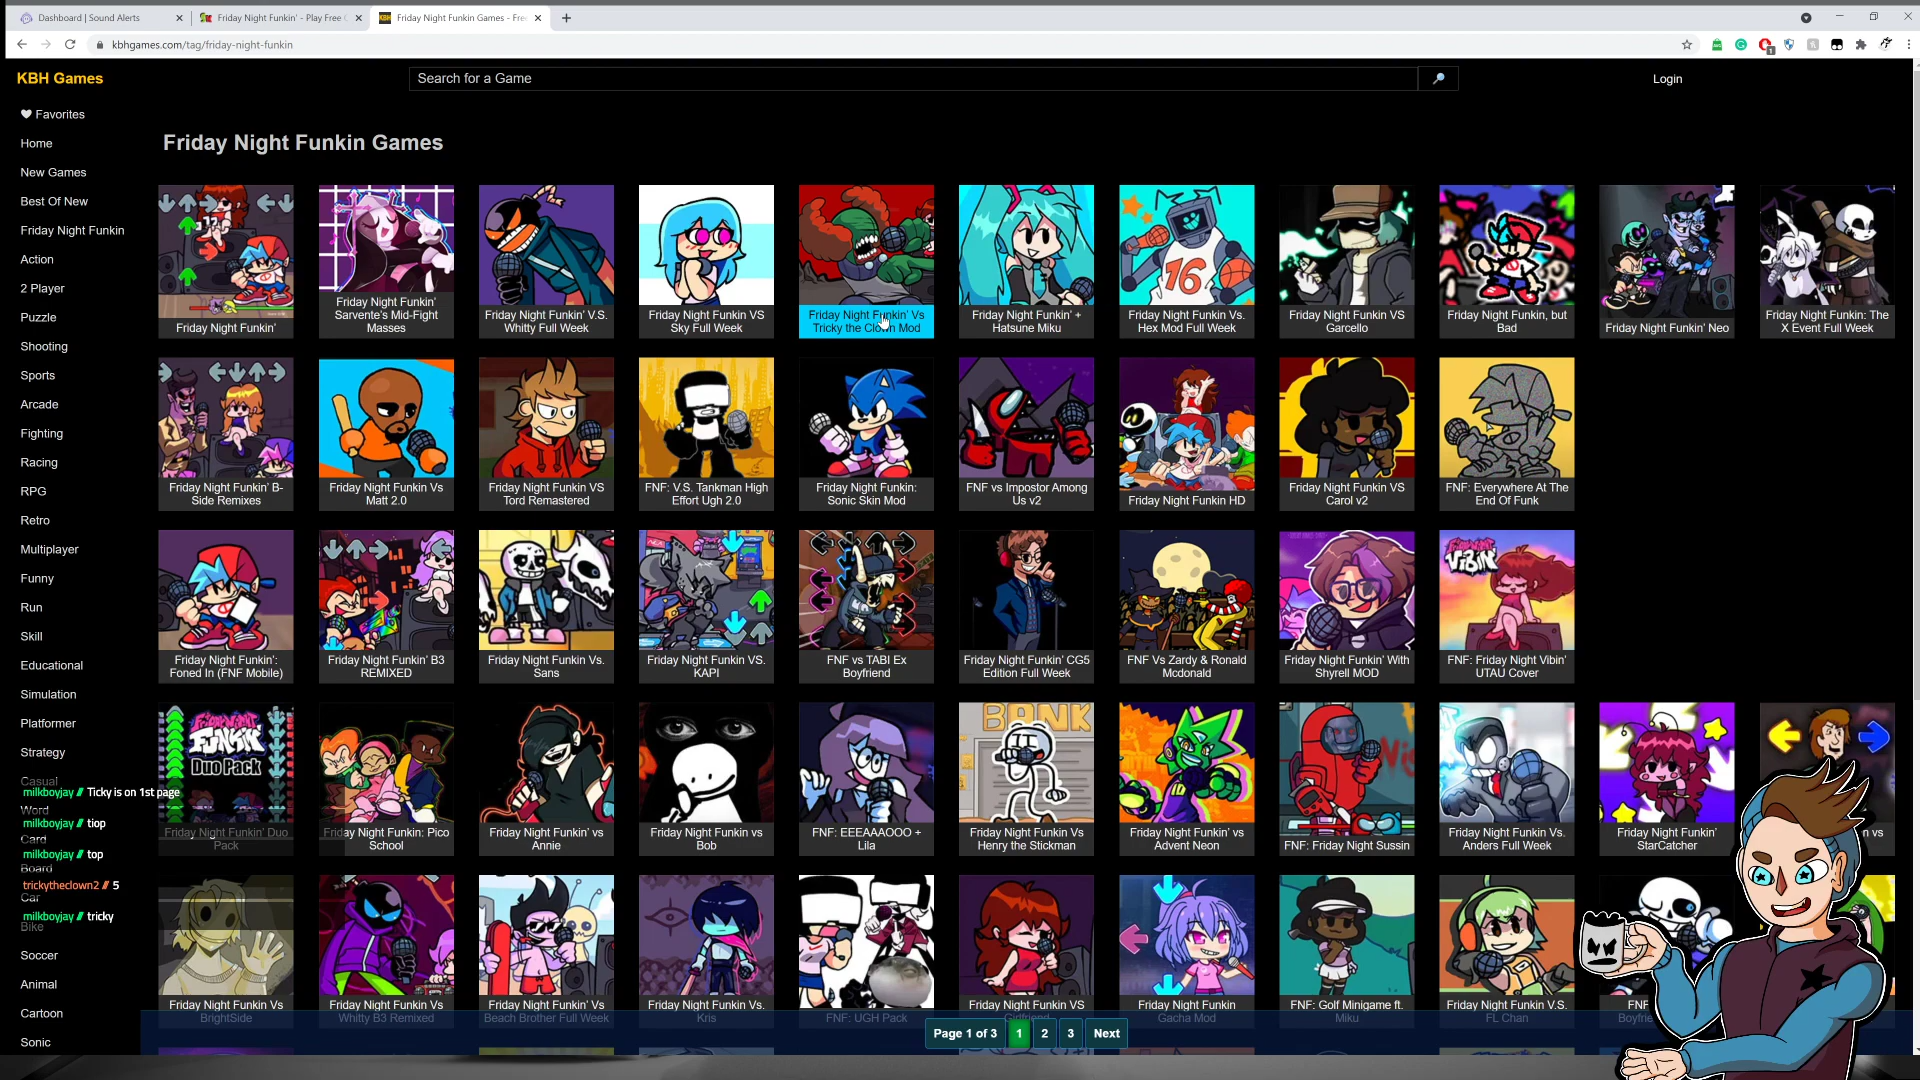 Dashboard | Sound Alerts
Friday Night Funkin' - Play Free
Friday Night Funkin Games - Fre
kbhgames.com/tag/friday-night-funkin
KBH Games
Search for a Game
Login
Favorites
Home
New Games
Best Of New
Friday Night Funkin
Action
2 Player
Puzzle
Shooting
Sports
Arcade
Fighting
Racing
RPG
Retro
Multiplayer
Funny
Run
Skill
Educational
Simulation
Platformer
Strategy
Casual
Word
Card
Board
Car
Bike
Soccer
Animal
Cartoon
Sonic
milkboyjay // Ticky is on 1st page
milkboyjay // tiop
milkboyjay // top
trickytheclown2 // 5
milkboyjay // tricky
Friday Night Funkin Games
Friday Night Funkin'
Friday Night Funkin'
Sarvente's Mid-Fight
Masses
Friday Night Funkin' V.S.
Whitty Full Week
Friday Night Funkin VS
Sky Full Week
Friday Night Funkin' Vs
Tricky the Clown Mod
Friday Night Funkin' +
Hatsune Miku
16
Friday Night Funkin' Vs.
Hex Mod Full Week
Friday Night Funkin VS
Garcello
Friday Night Funkin, but
Bad
Friday Night Funkin' Neo
Friday Night Funkin: The
X Event Full Week
Friday Night Funkin' B-
Side Remixes
Friday Night Funkin Vs
Matt 2.0
Friday Night Funkin VS
Tord Remastered
FNF: V.S. Tankman High
Effort Ugh 2.0
Friday Night Funkin:
Sonic Skin Mod
FNF vs Impostor Among
Us v2
Friday Night Funkin HD
Friday Night Funkin VS
Carol v2
FNF: Everywhere At The
End Of Funk
Friday Night Funkin':
Foned In (FNF Mobile)
Friday Night Funkin' B3
REMIXED
Friday Night Funkin Vs.
Sans
Friday Night Funkin VS.
KAPI
FNF vs TABI Ex
Boyfriend
Friday Night Funkin' CG5
Edition Full Week
FNF Vs Zardy & Ronald
Mcdonald
Friday Night Funkin' With
Shyrell MOD
Friday Night
VIBIN'
FNF: Friday Night Vibin'
UTAU Cover
Friday Night
FUNKIN
Duo Pack
Friday Night Funkin' Duo
Pack
Friday Night Funkin: Pico
School
Friday Night Funkin' vs
Annie
Friday Night Funkin vs
Bob
FNF: EEEAAAOOO +
Lila
BANK
Friday Night Funkin Vs
Henry the Stickman
Friday Night Funkin' vs
Advent Neon
FNF: Friday Night Sussin
Friday Night Funkin Vs.
Anders Full Week
Friday Night Funkin'
StarCatcher
Friday Night Funkin Vs
BrightSide
Friday Night Funkin Vs
Whitty B3 Remixed
Friday Night Funkin' Vs
Beach Brother Full Week
Friday Night Funkin Vs.
Kris
FNF: UGH Pack
Friday Night Funkin VS
Girlfriend
Friday Night Funkin
Gacha Mod
FNF: Golf Minigame ft.
Miku
Friday Night Funkin V.S.
FL Chan
FNF
Page 1 of 3
1
2
3
Next